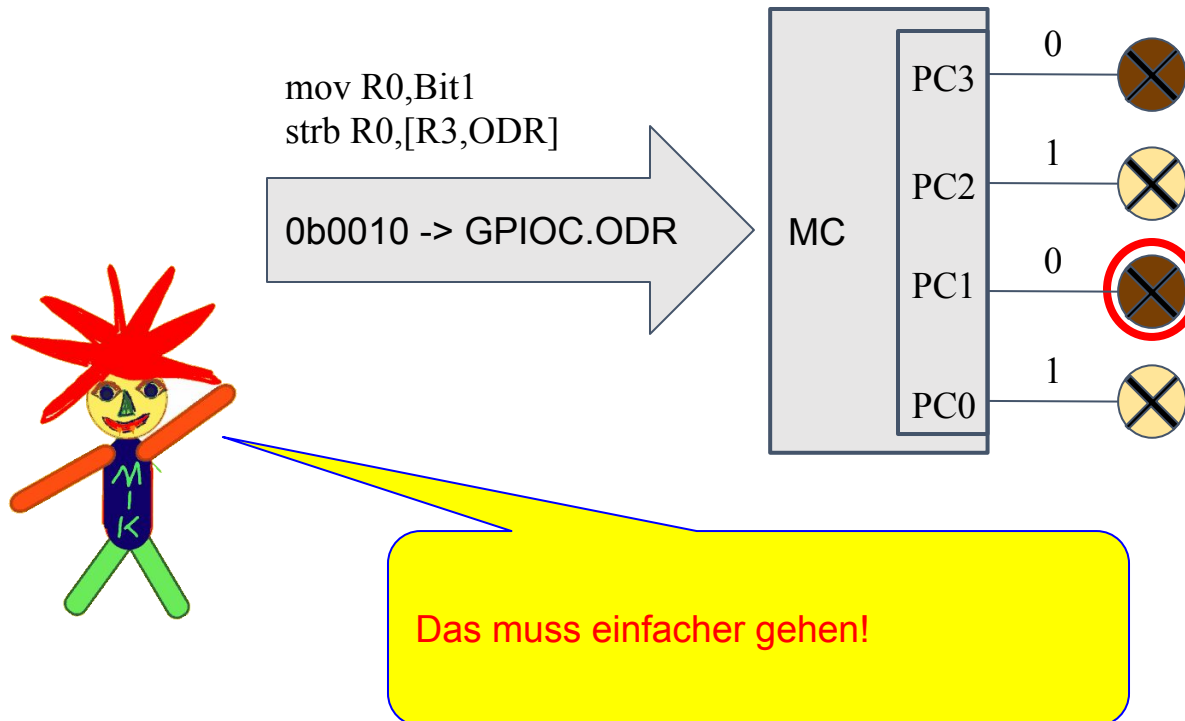 mov R0,Bit1
strb R0,[R3,ODR]
0b0010 -> GPIOC.ODR
MC
PC3
0
PC2
1
PC1
0
PC0
1
MIK
Das muss einfacher gehen!